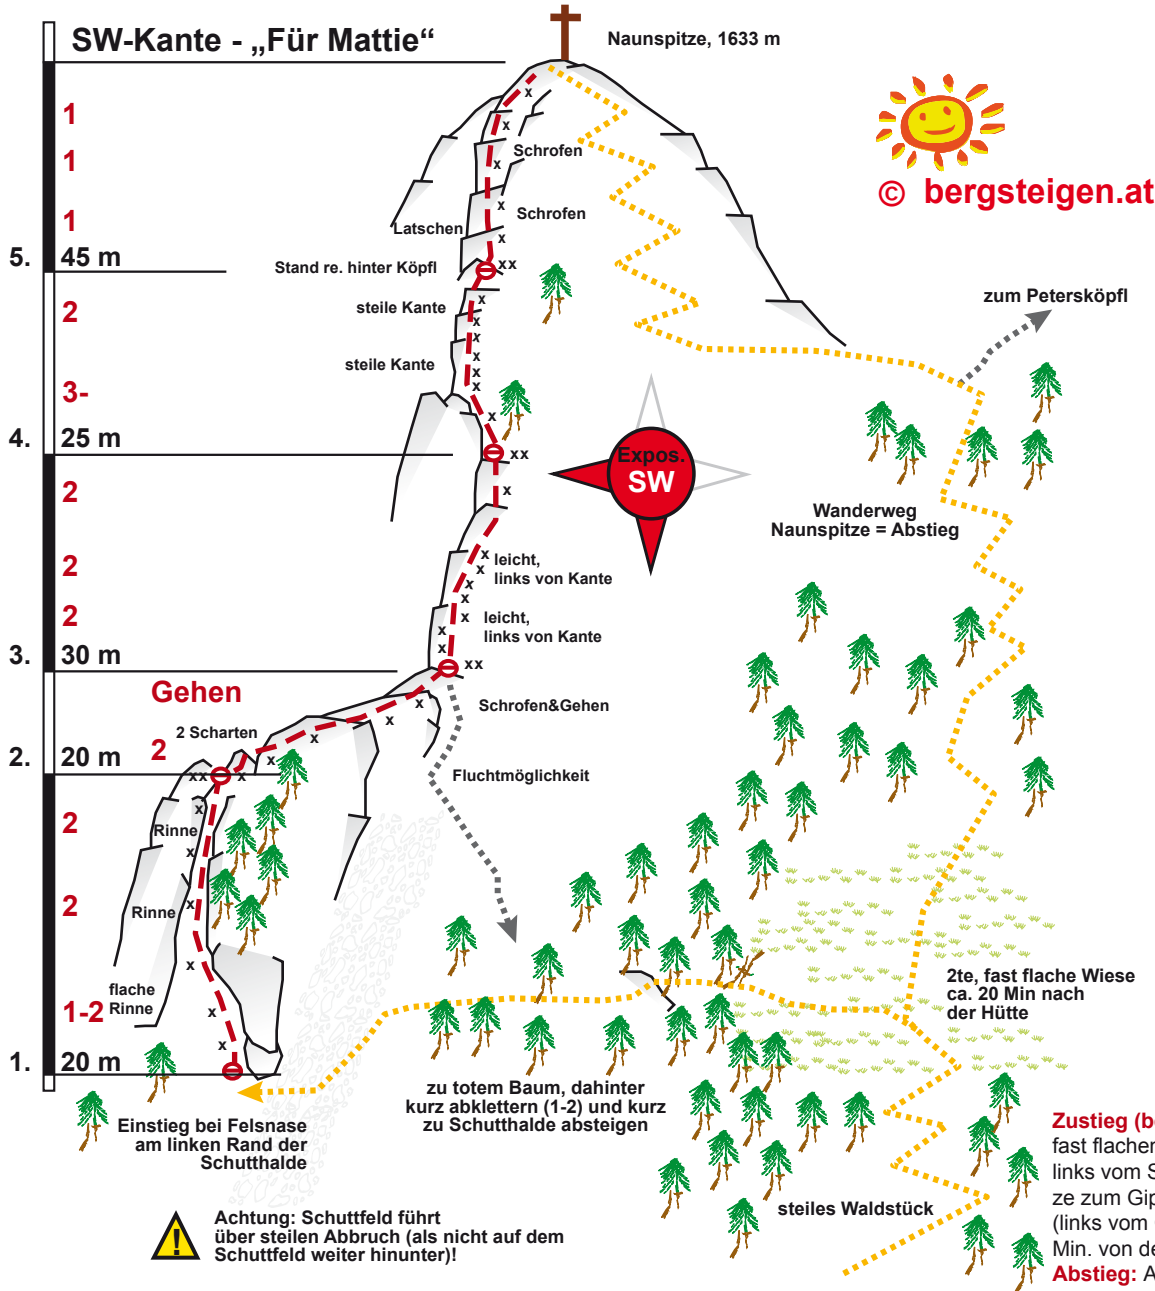 SW-Kante - „Für Mattie“
Naunspitze, 1633 m
© bergsteigen.at
1
1
1
Schrofen
Schrofen
Latschen
5. 45 m
Stand re. hinter Köpfl
xx
2
steile Kante
steile Kante
3-
zum Petersköpfl
4. 25 m
xx
Expos.
SW
2
Wanderweg
Naunspitze = Abstieg
2
leicht,
links von Kante
2
leicht,
links von Kante
3. 30 m
xx
Gehen
Schrofen&Gehen
2 Scharten
2
2. 20 m
xx
Fluchtmöglichkeit
2
Rinne
2
Rinne
flache
Rinne
1-2
2te, fast flache Wiese
ca. 20 Min nach
der Hütte
1. 20 m
zu totem Baum, dahinter
kurz abklettern (1-2) und kurz
zu Schutthalde absteigen
Einstieg bei Felsnase
am linken Rand der
Schutthalde
steiles Waldstück
Achtung: Schuttfeld führt
über steilen Abbruch (als nicht auf dem
Schuttfeld weiter hinunter)!
Zustieg (b
fast flacher
links vom S
ze zum Gip
(links vom
Min. von de
Abstieg: A